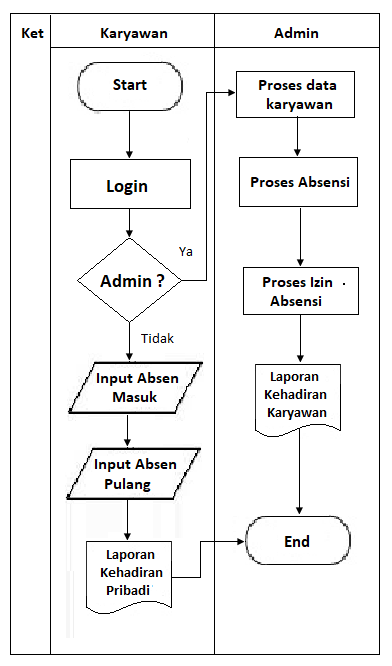 Ket
Karyawan
Admin
Start
Login
Admin ?
Ya
Tidak
Input Absen
Masuk
Input Absen
Pulang
Laporan
Kehadiran
Pribadi
Proses data
karyawan
Proses Absensi
Proses Izin
Absensi
Laporan
Kehadiran
Karyawan
End